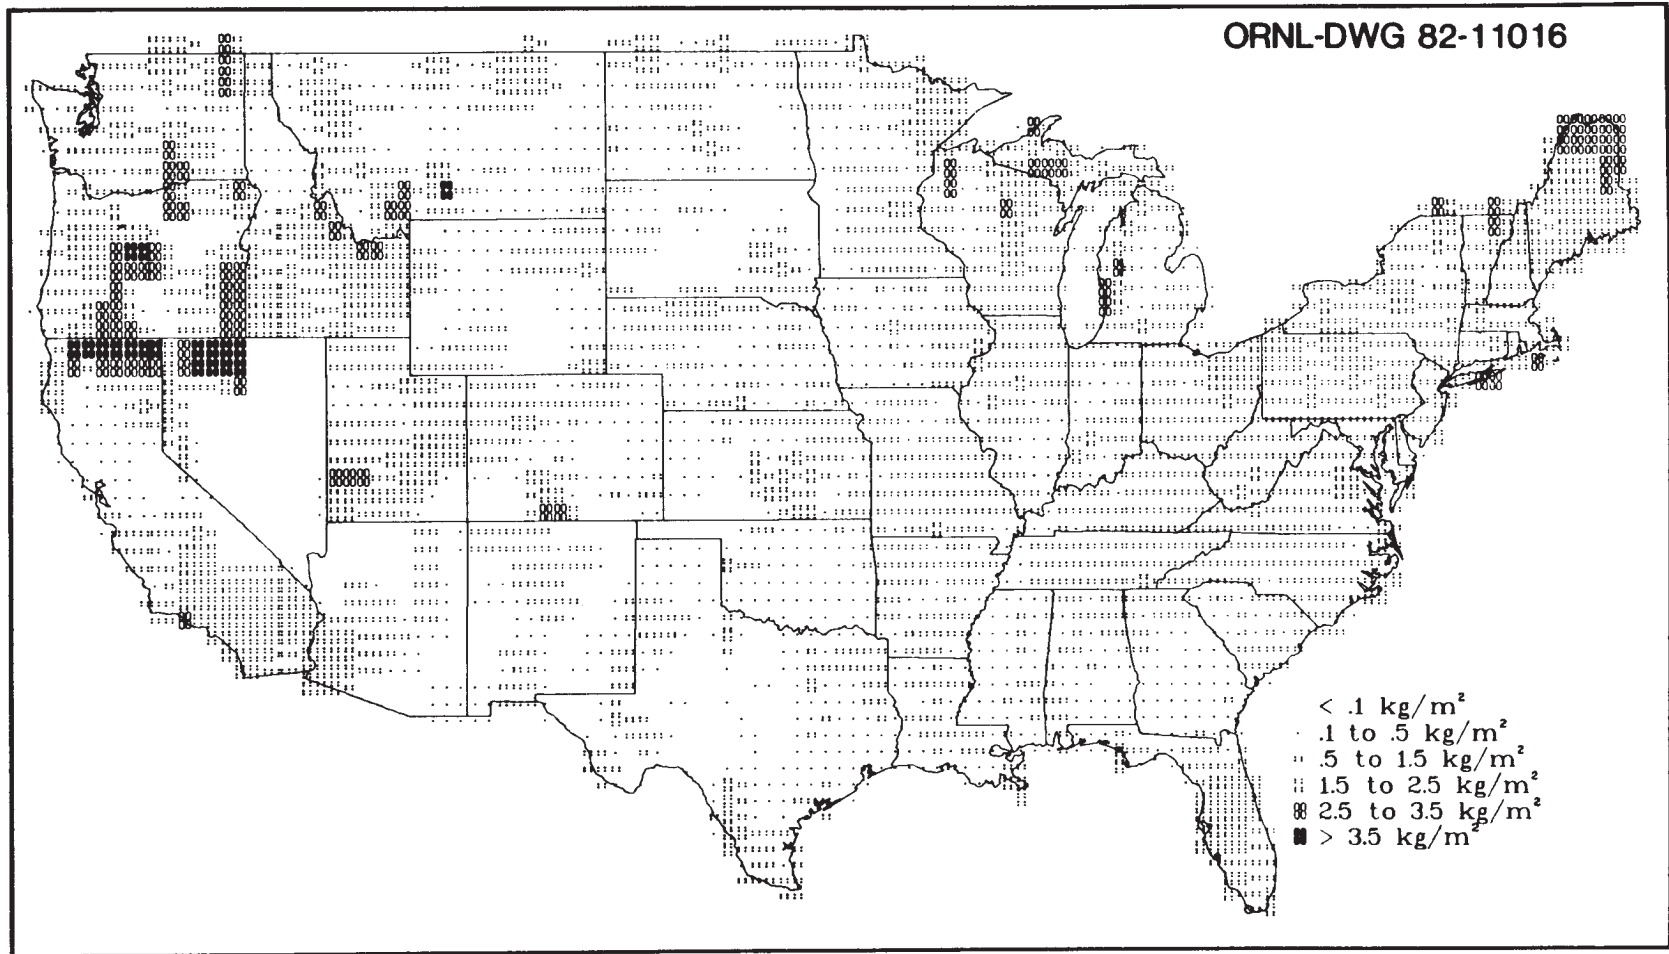 ORNL-DWG 82-11016
< .1 kg/m²
.1 to .5 kg/m²
.5 to 1.5 kg/m²
1.5 to 2.5 kg/m²
2.5 to 3.5 kg/m²
> 3.5 kg/m²